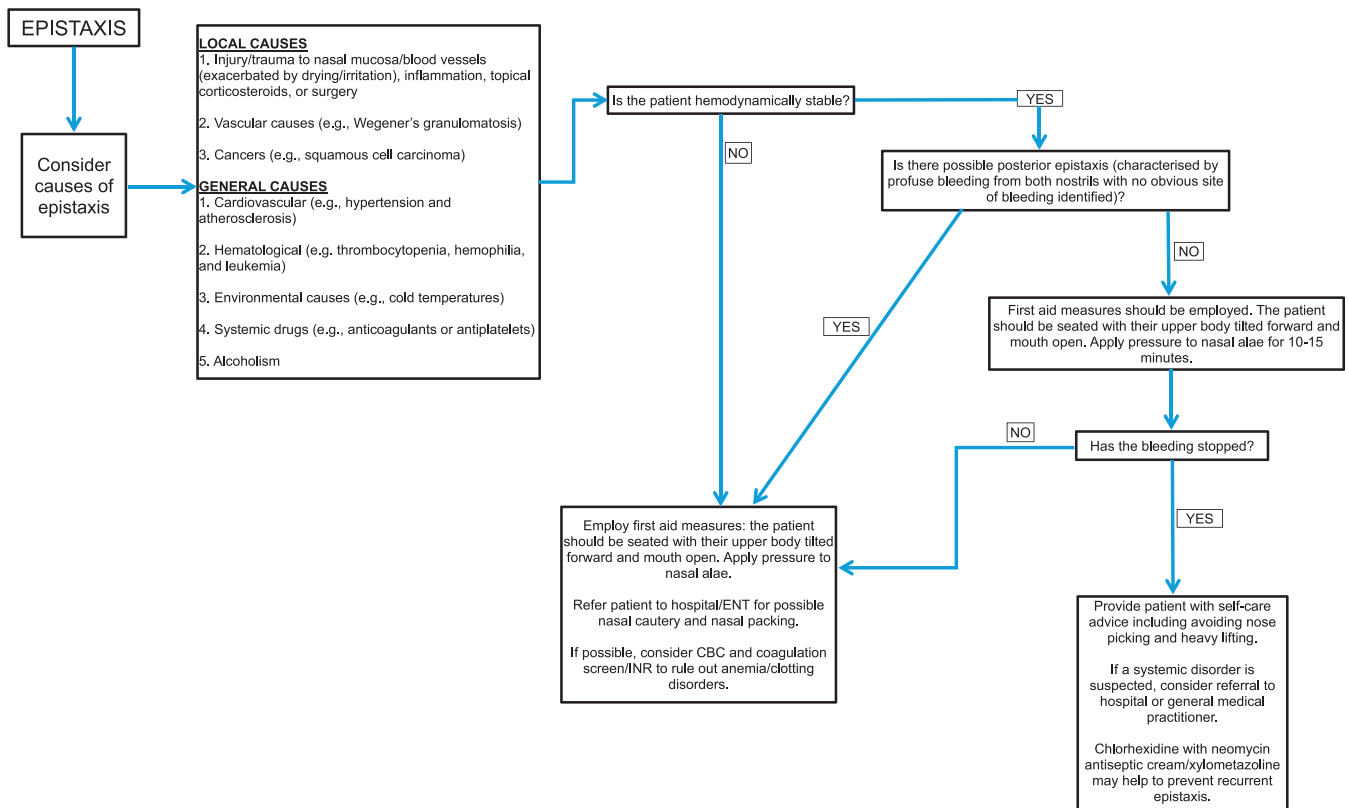 EPISTAXIS
Consider
causes of
epistaxis
LOCAL CAUSES
1. Injury/trauma to nasal mucosa/blood vessels
(exacerbated by drying/irritation), inflammation, topical
corticosteroids, or surgery
2. Vascular causes (e.g., Wegener's granulomatosis)
3. Cancers (e.g., squamous cell carcinoma)
GENERAL CAUSES
1. Cardiovascular (e.g., hypertension and
atherosclerosis)
2. Hematological (e.g. thrombocytopenia, hemophilia,
and leukemia)
3. Environmental causes (e.g., cold temperatures)
4. Systemic drugs (e.g., anticoagulants or antiplatelets)
5. Alcoholism
Is the patient hemodynamically stable?
YES
NO
Is there possible posterior epistaxis (characterised by
profuse bleeding from both nostrils with no obvious site
of bleeding identified)?
NO
YES
First aid measures should be employed. The patient
should be seated with their upper body tilted forward and
mouth open. Apply pressure to nasal alae for 10-15
minutes.
Has the bleeding stopped?
NO
YES
Employ first aid measures: the patient
should be seated with their upper body tilted
forward and mouth open. Apply pressure to
nasal alae.
Refer patient to hospital/ENT for possible
nasal cautery and nasal packing.
If possible, consider CBC and coagulation
screen/INR to rule out anemia/clotting
disorders.
Provide patient with self-care
advice including avoiding nose
picking and heavy lifting.
If a systemic disorder is
suspected, consider referral to
hospital or general medical
practitioner.
Chlorhexidine with neomycin
antiseptic cream/xylometazoline
may help to prevent recurrent
epistaxis.